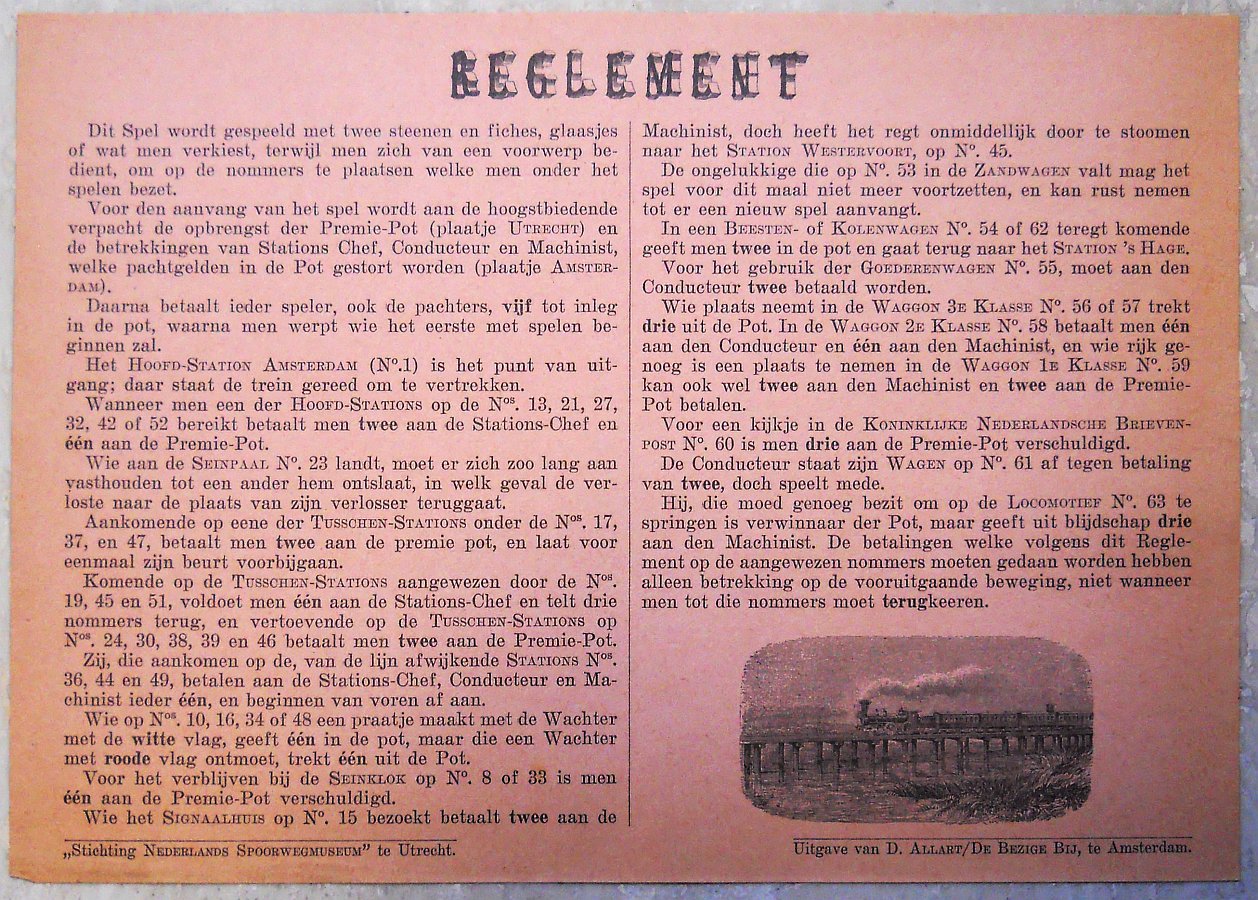 REGLEMENT
Dit Spel wordt gespeeld met twee steenen en fiches, glaasjes
of wat men verkiest, terwijl men zich van een voorwerp be-
dient, om op de nommers te plaatsen welke men onder het
spelen bezet.
Voor den aanvang van het spel wordt aan de hoogstbiedende
verpacht de opbrengst der Premie-Pot (plaatje UTRECHT) en
de betrekkingen van Stations Chef, Conducteur en Machinist,
welke pachtgelden in de Pot gestort worden (plaatje AMSTER-
DAM).
Daarna betaalt ieder speler, ook de pachters, vijf tot inleg
in de pot, waarna men werpt wie het eerste met spelen be-
ginnen zal.
Het HOOFD-STATION AMSTERDAM (Nº.1) is het punt van uit-
gang; daar staat de trein gereed om te vertrekken.
Wanneer men een der HOOFD-STATIONS op de Nos. 13, 21, 27,
32, 42 of 52 bereikt betaalt men twee aan de Stations-Chef en
één aan de Premie-Pot.
Wie aan de SEINPAAL Nº. 23 landt, moet er zich zoo lang aan
vasthouden tot een ander hem ontslaat, in welk geval de ver-
loste naar de plaats van zijn verlosser teruggaat.
Aankomende op eene der TUSSCHEN-STATIONS onder de Nos. 17,
37, en 47, betaalt men twee aan de premie pot, en laat voor
eenmaal zijn beurt voorbijgaan.
Komende op de TUSSCHEN-STATIONS aangewezen door de Nos.
19, 45 en 51, voldoet men één aan de Stations-Chef en telt drie
nommers terug, en vertoevende op de TUSSCHEN-STATIONS op
Nos. 24, 30, 38, 39 en 46 betaalt men twee aan de Premie-Pot.
Zij, die aankomen op de, van de lijn afwijkende STATIONS Nos.
36, 44 en 49, betalen aan de Stations-Chef, Conducteur en Ma-
chinist ieder één, en beginnen van voren af aan.
Wie op Nos. 10, 16, 34 of 48 een praatje maakt met de Wachter
met de witte vlag, geeft één in de pot, maar die een Wachter
met roode vlag ontmoet, trekt één uit de Pot.
Voor het verblijven bij de SEINKLOK op Nº. 8 of 33 is men
één aan de Premie-Pot verschuldigd.
Wie het SIGNAALHUIS op Nº. 15 bezoekt betaalt twee aan de
Machinist, doch heeft het regt onmiddellijk door te stoomen
naar het STATION WESTERVOORT, op Nº. 45.
De ongelukkige die op Nº. 53 in de ZANDWAGEN valt mag het
spel voor dit maal niet meer voortzetten, en kan rust nemen
tot er een nieuw spel aanvangt.
In een BEESTEN- of KOLENWAGEN Nº. 54 of 62 teregt komende
geeft men twee in de pot en gaat terug naar het STATION 's HAGE.
Voor het gebruik der GOEDERENWAGEN Nº. 55, moet aan den
Conducteur twee betaald worden.
Wie plaats neemt in de WAGGON 3E KLASSE Nº. 56 of 57 trekt
drie uit de Pot. In de WAGGON 2E KLASSE Nº. 58 betaalt men één
aan den Conducteur en één aan den Machinist, en wie rijk ge-
noeg is een plaats te nemen in de WAGGON 1E KLASSE Nº. 59
kan ook wel twee aan den Machinist en twee aan de Premie-
Pot betalen.
Voor een kijkje in de KONINKLIJKE NEDERLANDSCHE BRIEVEN-
POST Nº. 60 is men drie aan de Premie-Pot verschuldigd.
De Conducteur staat zijn WAGEN op Nº. 61 af tegen betaling
van twee, doch speelt mede.
Hij, die moed genoeg bezit om op de LOCOMOTIEF Nº. 63 te
springen is verwinnaar der Pot, maar geeft uit blijdschap drie
aan den Machinist. De betalingen welke volgens dit Regle-
ment op de aangewezen nommers moeten gedaan worden hebben
alleen betrekking op de vooruitgaande beweging, niet wanneer
men tot die nommers moet terugkeeren.
„Stichting NEDERLANDS SPOORWEGMUSEUM” te Utrecht.
Uitgave van D. ALLART/DE BEZIGE BIJ, te Amsterdam.